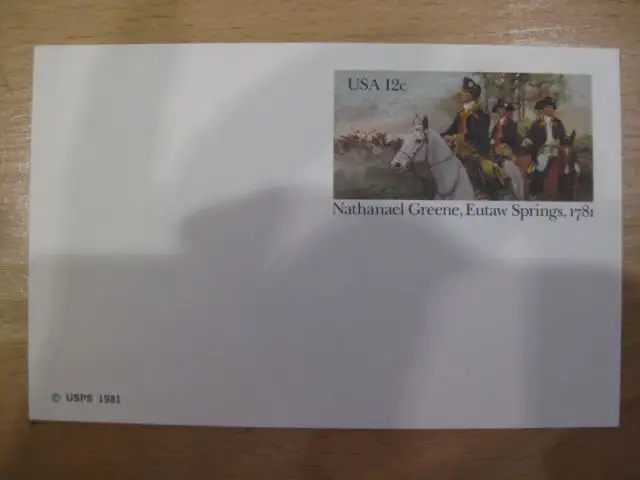 USA 12c
Nathanael Greene, Eutaw Springs, 1781
© USPS 1981